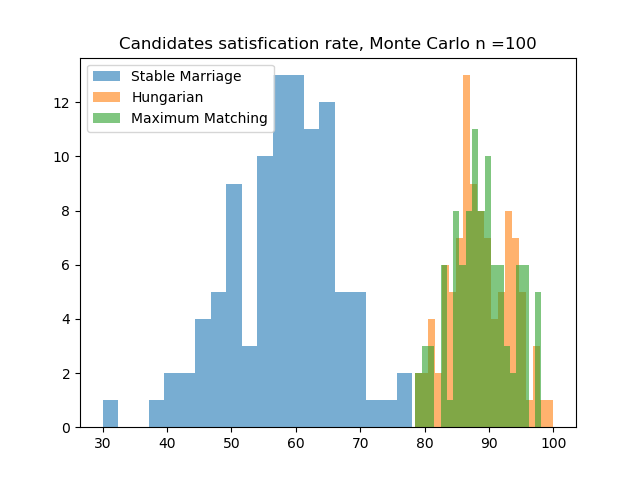 Candidates satisfication rate, Monte Carlo n =100
Stable Marriage
Hungarian
Maximum Matching
12
10
8
6
4
2
0
30 40 50 60 70 80 90 100